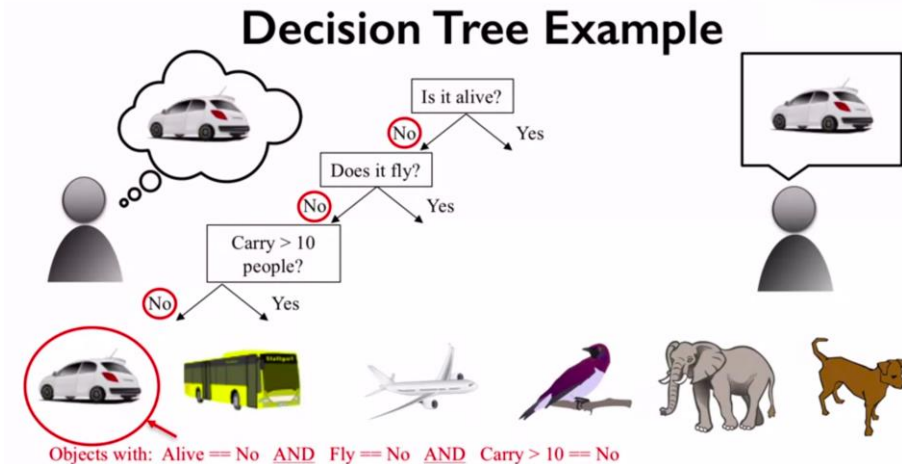 Decision Tree Example
Is it alive?
No
Yes
Does it fly?
No
Yes
Carry > 10
people?
No
Yes
Stuttgart
Objects with: Alive == No AND Fly == No AND Carry > 10 == No